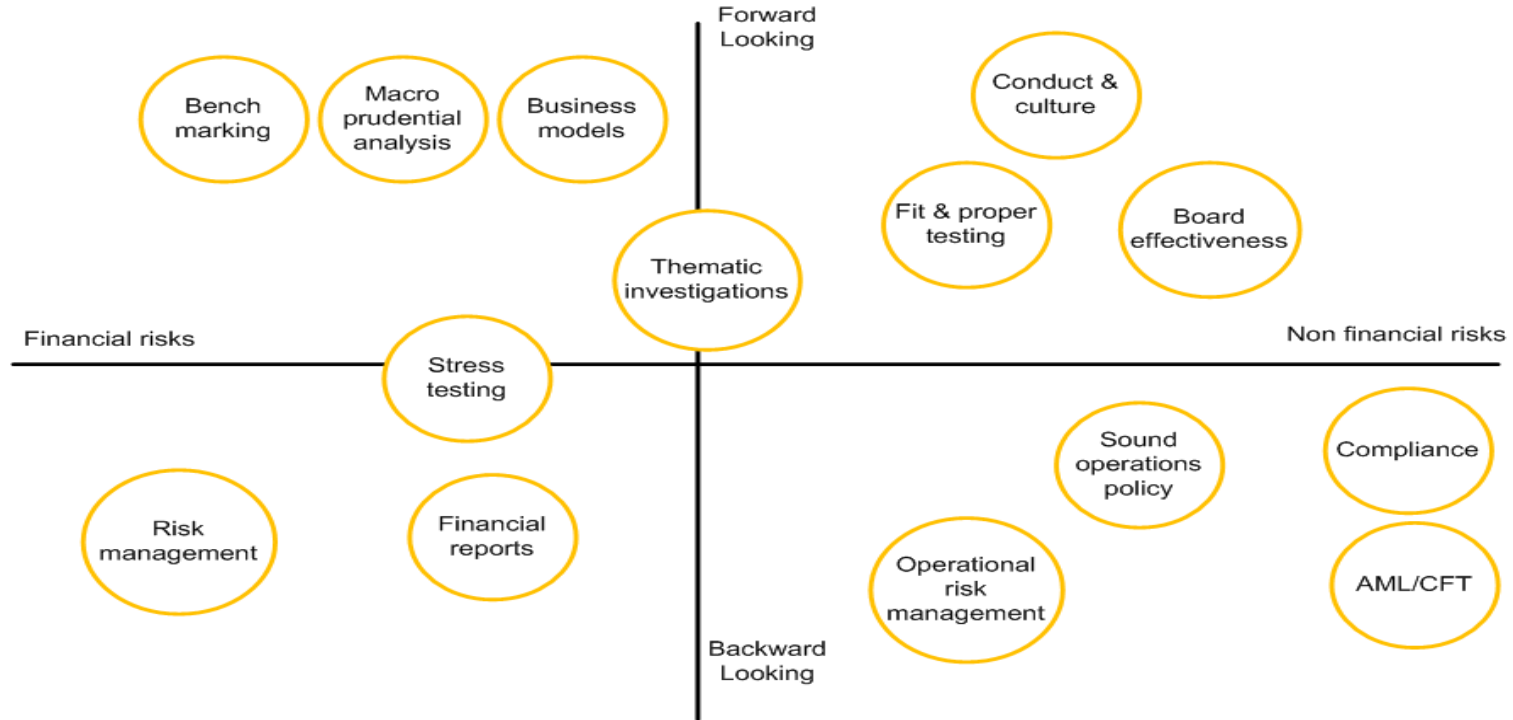 Forward
Looking
Bench
marking
Macro
prudential
analysis
Business
models
Conduct &
culture
Fit & proper
testing
Board
effectiveness
Thematic
investigations
Financial risks
Non financial risks
Stress
testing
Sound
operations
policy
Compliance
Risk
management
Financial
reports
Operational
risk
management
AML/CFT
Backward
Looking